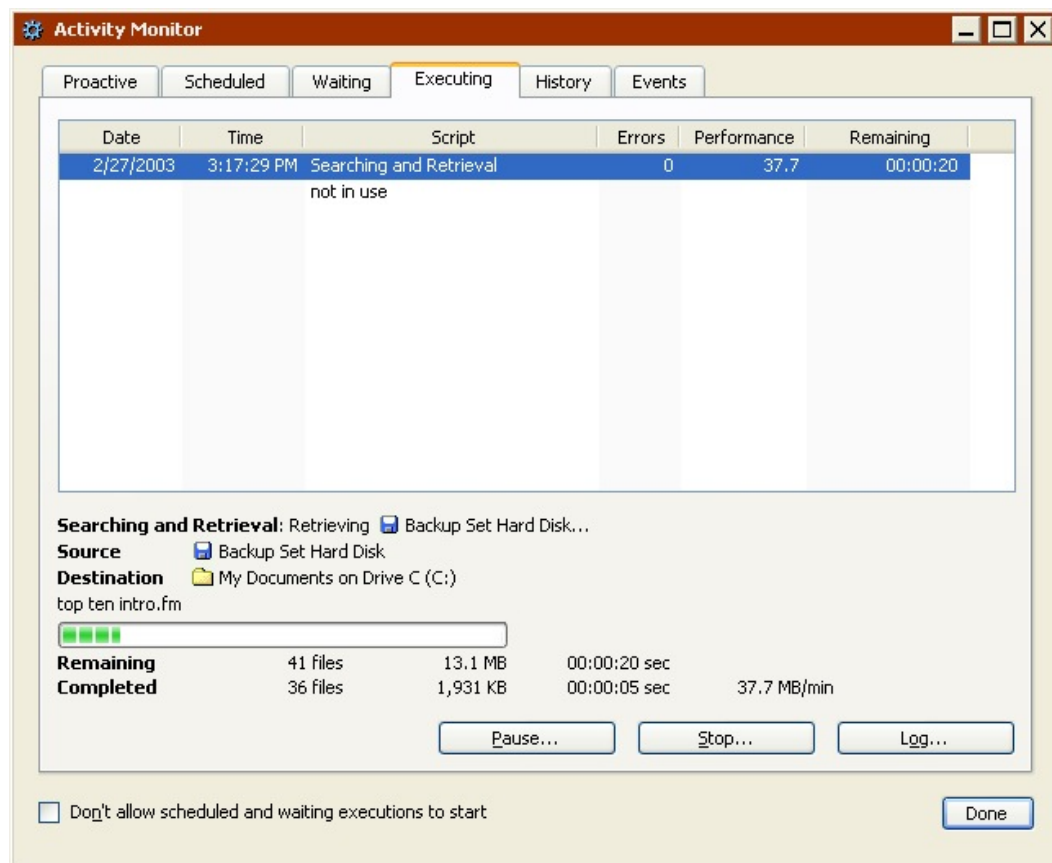 Activity Monitor
Proactive Scheduled Waiting Executing History Events
Date Time Script Errors Performance Remaining
2/27/2003 3:17:29 PM Searching and Retrieval 0 37.7 00:00:20
not in use
Searching and Retrieval: Retrieving Backup Set Hard Disk...
Source Backup Set Hard Disk
Destination My Documents on Drive C (C:)
top ten intro.fm
Remaining 41 files 13.1 MB 00:00:20 sec
Completed 36 files 1,931 KB 00:00:05 sec 37.7 MB/min
Pause... Stop... Log...
Don't allow scheduled and waiting executions to start Done